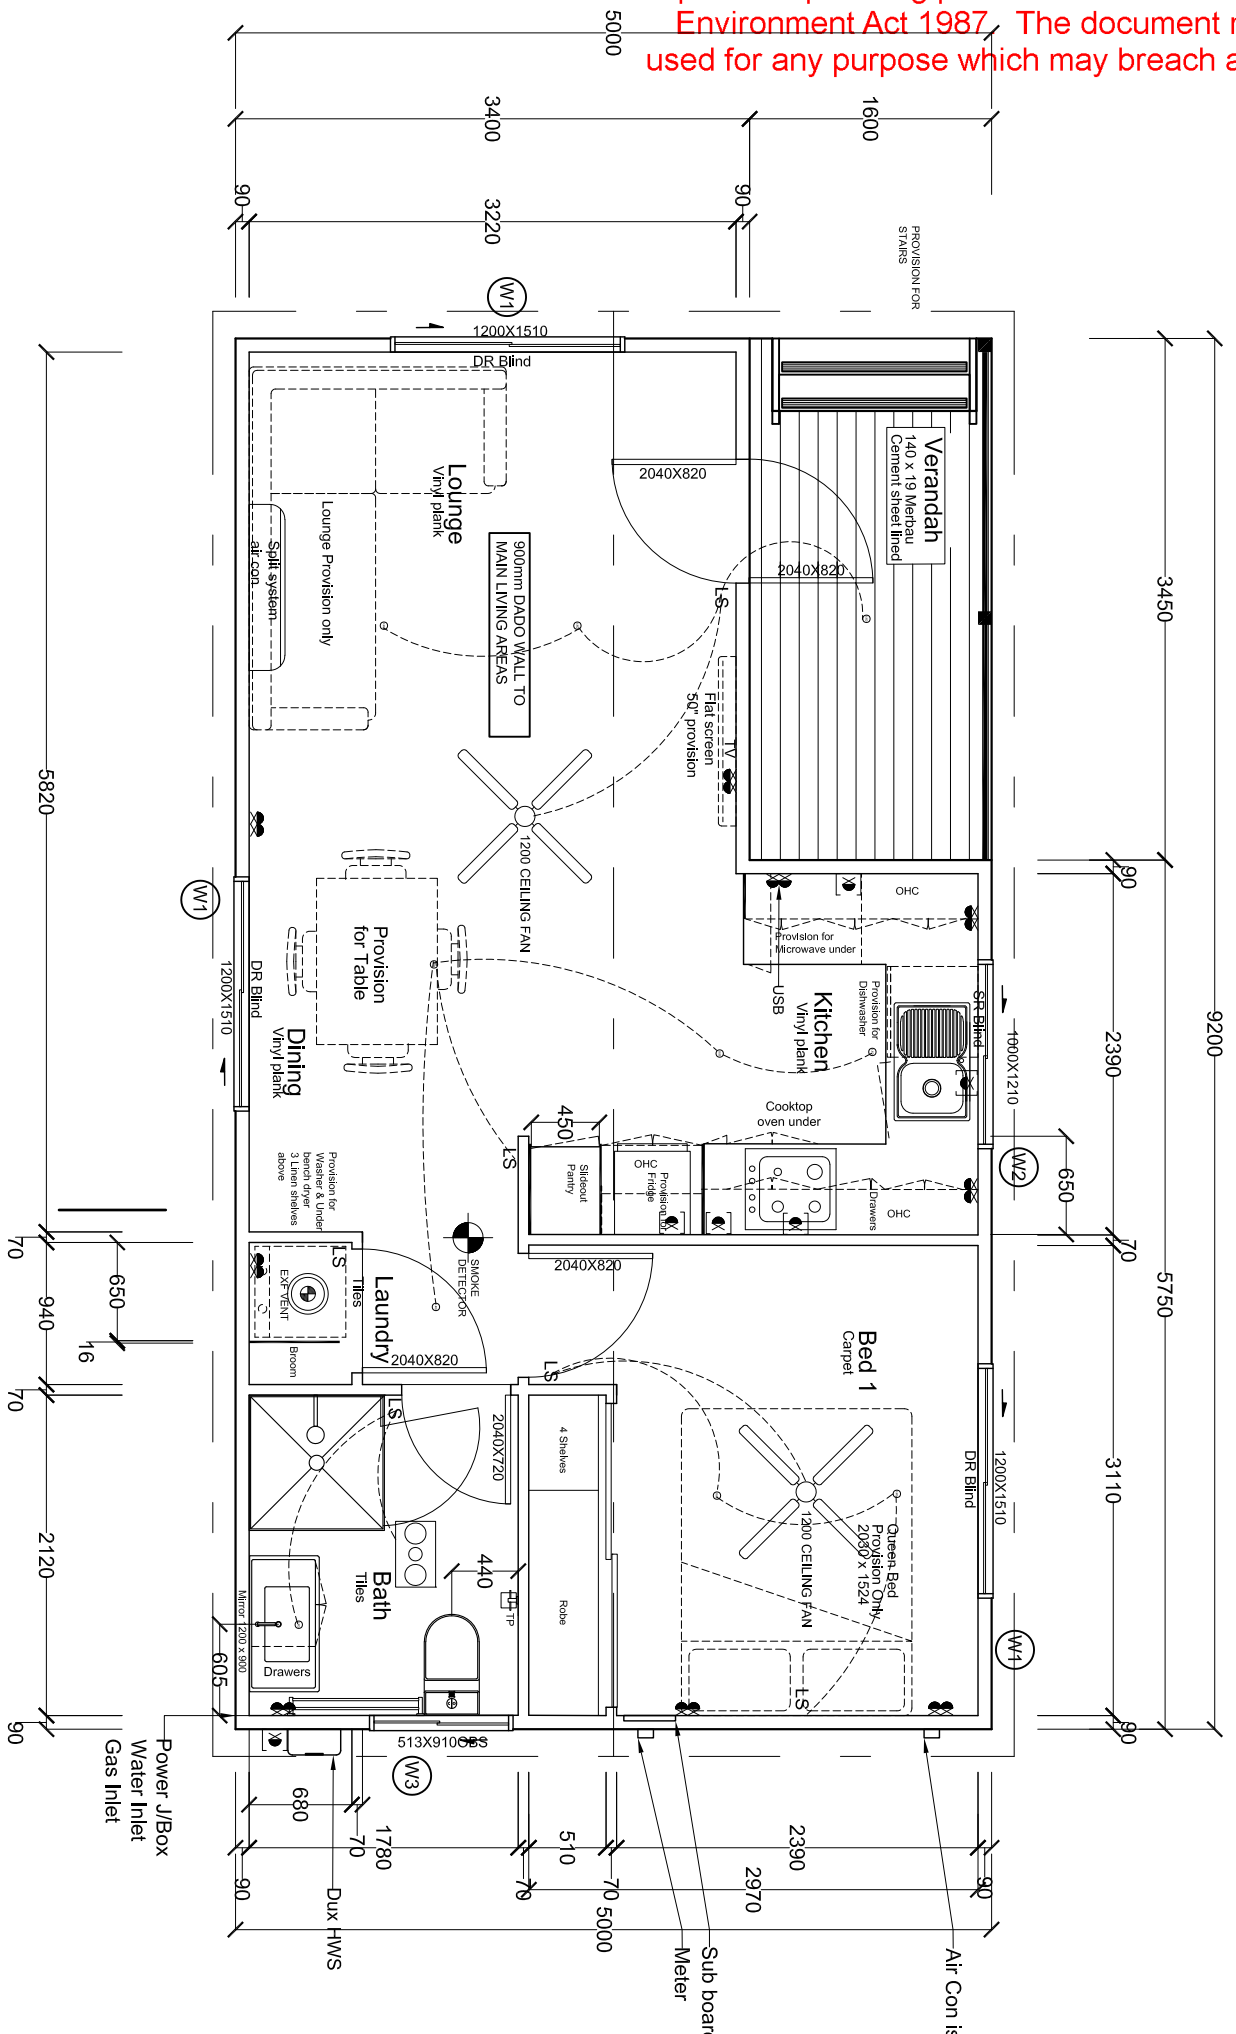 Environment Act 1987. The document
used for any purpose which may breach
5000
3400
1600
90
3220
90
PROVISION FOR
STAIRS
W1
1200X1510
DR Blind
Verandah
140 x 19 Merbau
Cement sheet lined
2040X820
2040X820
Lounge
Vinyl plank
Lounge Provision only
Split system
air con
900mm DADO WALL TO
MAIN LIVING AREAS
LS
Flat screen
50" provision
TV
1200 CEILING FAN
3450
9200
5750
5820
90
2390
OHC
Provision for
Microwave under
USB
Kitchen
Vinyl plank
Provision for
Dishwasher
SR Blind
1000X1210
W2
650
Cooktop
oven under
Drawers
OHC
OHC
Provision for
Fridge
Slideout
Pantry
450
LS
W1
1200X1510
DR Blind
Provision
for Table
Dining
Vinyl plank
Provision for
Washer & Under
bench dryer
3 Linen shelves
above
70
SMOKE
DETECTOR
2040X820
LS
Tiles
EXF VENT
Laundry
Broom
2040X820
70
940
650
16
70
2120
90
Bed 1
Carpet
LS
1200X1510
DR Blind
W1
3110
90
Queen Bed
Provision Only
2030 x 1524
1200 CEILING FAN
LS
4 Shelves
Robe
2040X720
LS
Bath
Tiles
440
TP
Drawers
Mirror 1200 x 900
605
513X910OBS
W3
Power J/Box
Water Inlet
Gas Inlet
680
70
1780
90
70
510
70
2390
2970
90
5000
Dux HWS
Meter
Sub board
Air Con is